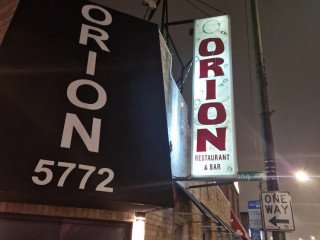 ORION
5772
ORION
RESTAURANT
& BAR
ONE WAY